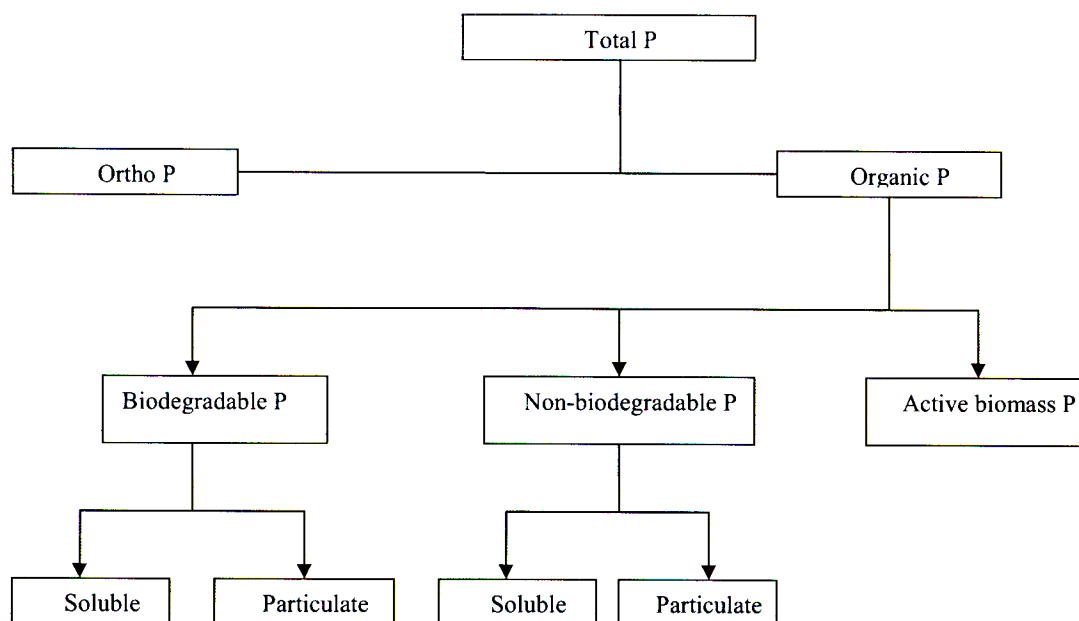 Total P
Ortho P
Organic P
Biodegradable P
Non-biodegradable P
Active biomass P
Soluble
Particulate
Soluble
Particulate